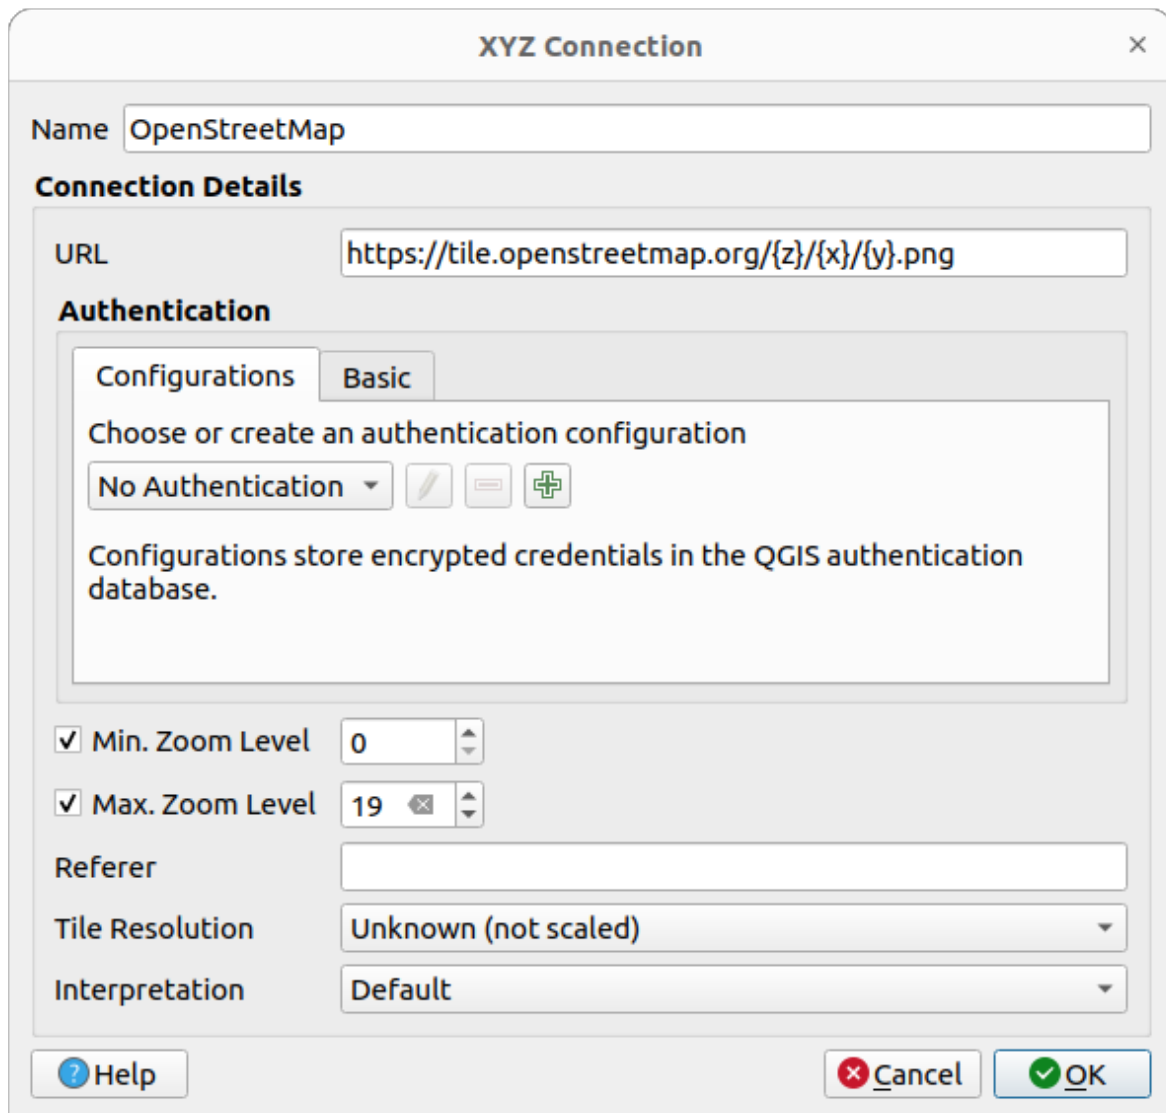 XYZ Connection
Name OpenStreetMap
Connection Details
URL https://tile.openstreetmap.org/{z}/{x}/{y}.png
Authentication
Configurations Basic
Choose or create an authentication configuration
No Authentication
Configurations store encrypted credentials in the QGIS authentication
database.
Min. Zoom Level 0
Max. Zoom Level 19
Referer
Tile Resolution Unknown (not scaled)
Interpretation Default
Help Cancel OK